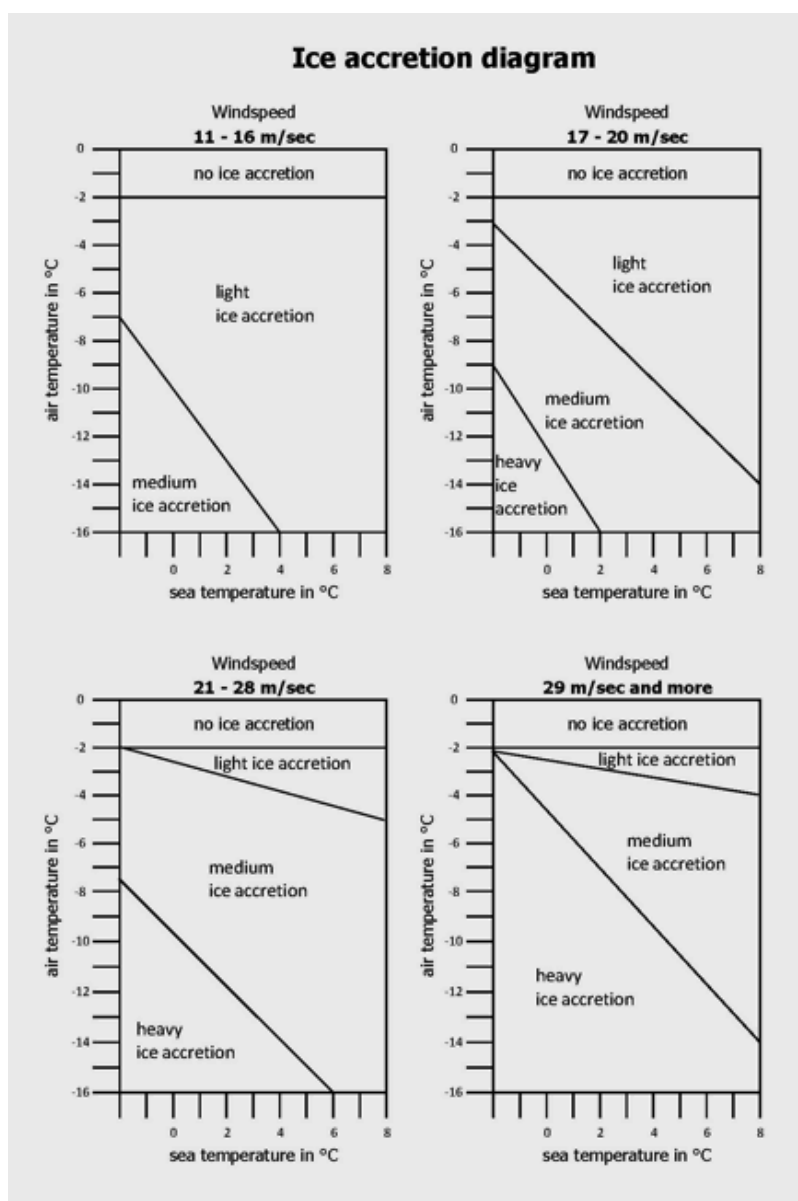 Ice accretion diagram
Windspeed
11 - 16 m/sec
0
-2
-4
-6
-8
-10
-12
-14
-16
air temperature in °C
no ice accretion
light
ice accretion
medium
ice accretion
0
2
4
6
8
sea temperature in °C
Windspeed
17 - 20 m/sec
0
-2
-4
-6
-8
-10
-12
-14
-16
air temperature in °C
no ice accretion
light
ice accretion
medium
ice accretion
heavy
ice
accretion
0
2
4
6
8
sea temperature in °C
Windspeed
21 - 28 m/sec
0
-2
-4
-6
-8
-10
-12
-14
-16
air temperature in °C
no ice accretion
light ice accretion
medium
ice accretion
heavy
ice accretion
0
2
4
6
8
sea temperature in °C
Windspeed
29 m/sec and more
0
-2
-4
-6
-8
-10
-12
-14
-16
air temperature in °C
no ice accretion
light ice accretion
medium
ice accretion
heavy
ice accretion
0
2
4
6
8
sea temperature in °C